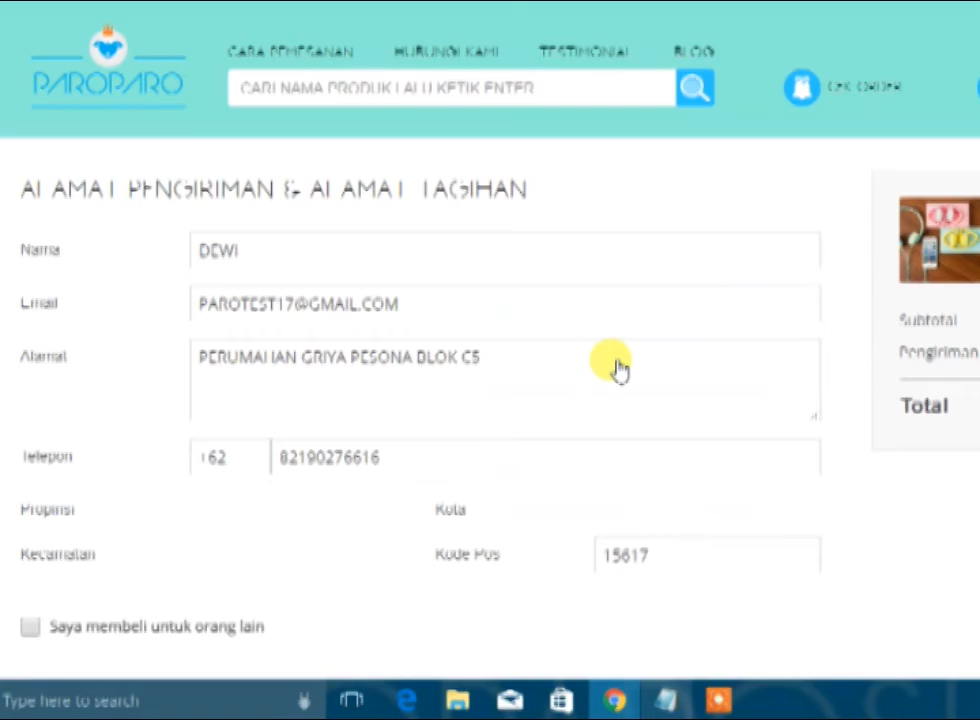 CARA PEMESANAN HUBUNGI KAMI TESTIMONIAL BLOG
PAROPARO
CARI NAMA PRODUK LALU KETIK ENTER
CEK ORDER
ALAMAT PENGIRIMAN & ALAMAT TAGIHAN
Nama DEWI
Email PAROTEST17@GMAIL.COM
Alamat PERUMAHAN GRIYA PESONA BLOK C5
Subtotal
Pengiriman
Total
Telepon +62 82190276616
Propinsi Kota
Kecamatan Kode Pos 15617
Saya membeli untuk orang lain
Type here to search